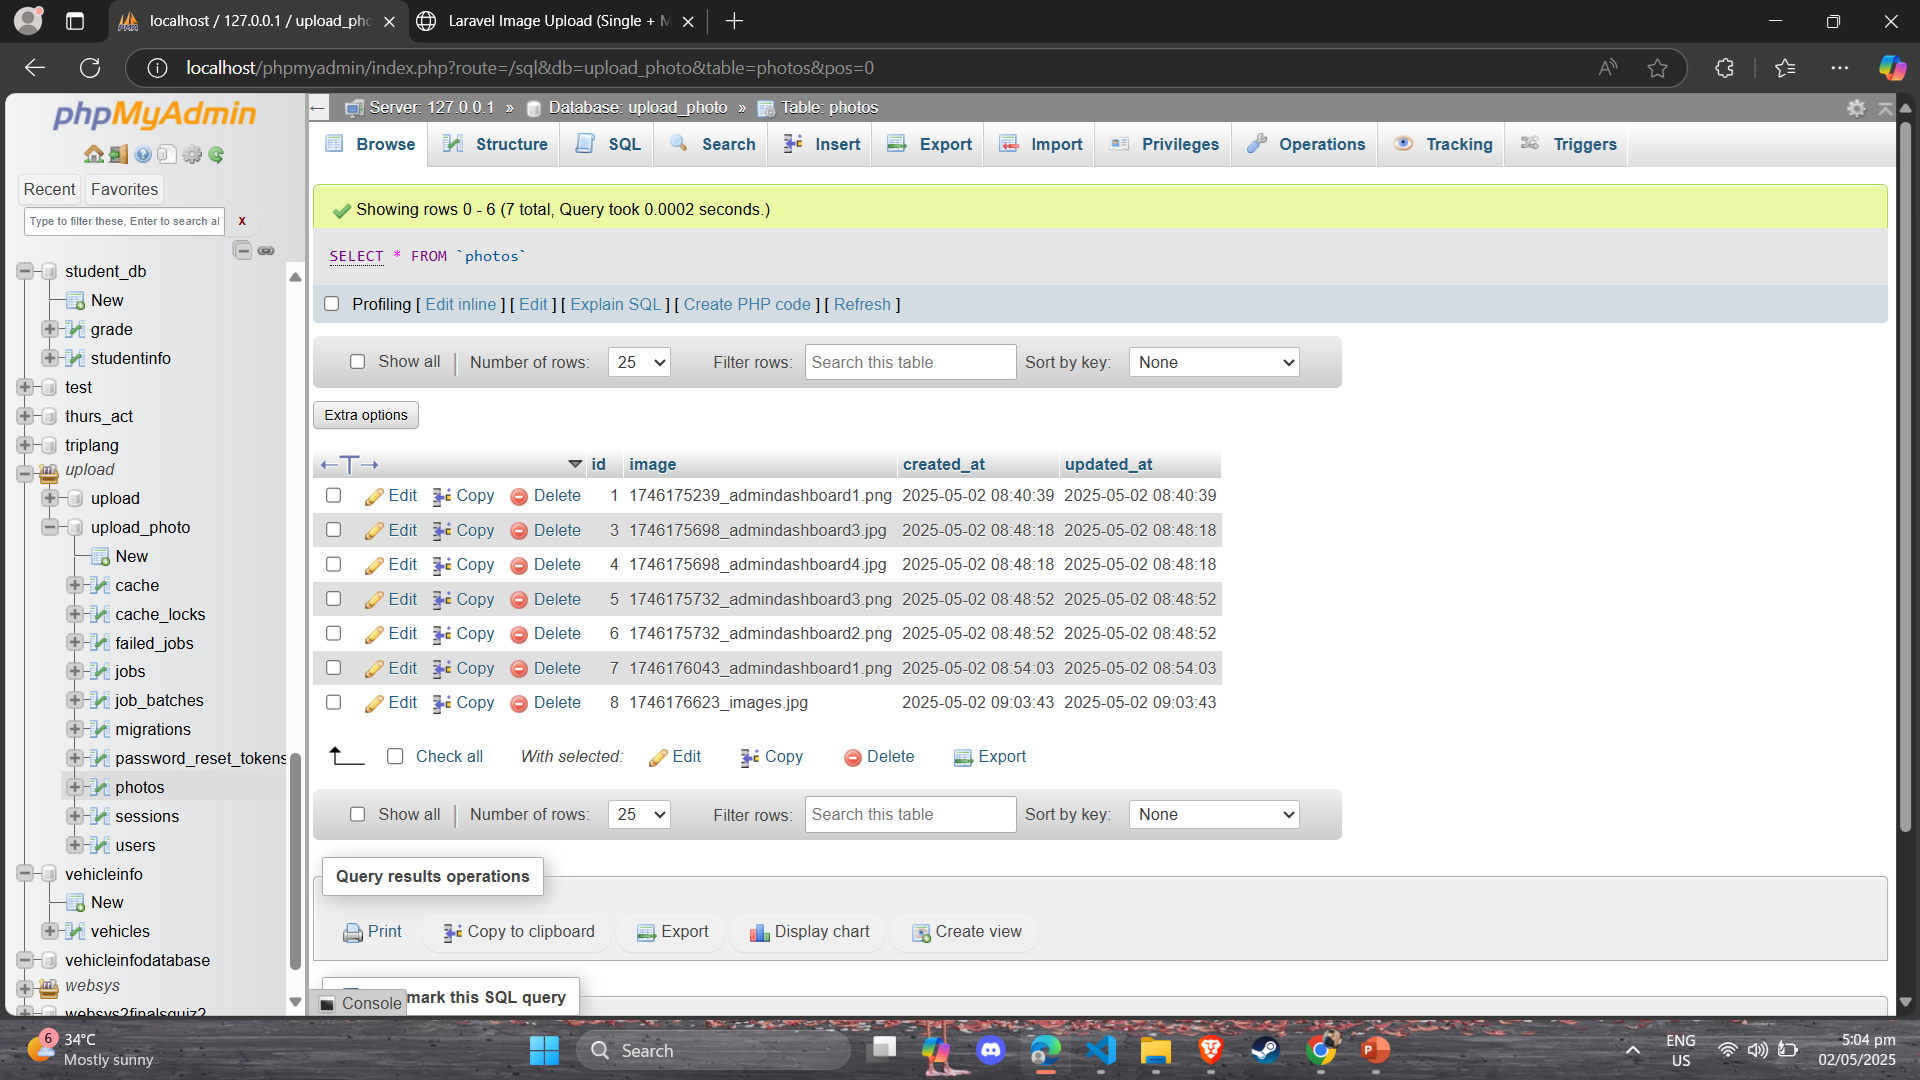 localhost / 127.0.0.1 / upload_pho
Laravel Image Upload (Single + M
localhost/phpmyadmin/index.php?route=/sql&db=upload_photo&table=photos&pos=0
phpMyAdmin
Recent
Favorites
Type to filter these, Enter to search al
X
student_db
New
grade
studentinfo
test
thurs_act
triplang
upload
upload
upload_photo
New
cache
cache_locks
failed_jobs
jobs
job_batches
migrations
password_reset_tokens
photos
sessions
users
vehicleinfo
New
vehicles
vehicleinfodatabase
websys
websys2finalsquiz2
Server: 127.0.0.1 » Database: upload_photo » Table: photos
Browse Structure SQL Search Insert Export Import Privileges Operations Tracking Triggers
Showing rows 0 - 6 (7 total, Query took 0.0002 seconds.)
SELECT * FROM `photos`
Profiling [ Edit inline ] [ Edit ] [ Explain SQL ] [ Create PHP code ] [ Refresh ]
Show all Number of rows: 25 Filter rows: Search this table Sort by key: None
Extra options
id image created_at updated_at
Edit Copy Delete 1 1746175239_admindashboard1.png 2025-05-02 08:40:39 2025-05-02 08:40:39
Edit Copy Delete 3 1746175698_admindashboard3.jpg 2025-05-02 08:48:18 2025-05-02 08:48:18
Edit Copy Delete 4 1746175698_admindashboard4.jpg 2025-05-02 08:48:18 2025-05-02 08:48:18
Edit Copy Delete 5 1746175732_admindashboard3.png 2025-05-02 08:48:52 2025-05-02 08:48:52
Edit Copy Delete 6 1746175732_admindashboard2.png 2025-05-02 08:48:52 2025-05-02 08:48:52
Edit Copy Delete 7 1746176043_admindashboard1.png 2025-05-02 08:54:03 2025-05-02 08:54:03
Edit Copy Delete 8 1746176623_images.jpg 2025-05-02 09:03:43 2025-05-02 09:03:43
Check all With selected: Edit Copy Delete Export
Show all Number of rows: 25 Filter rows: Search this table Sort by key: None
Query results operations
Print Copy to clipboard Export Display chart Create view
mark this SQL query
Console
6
34°C
Mostly sunny
Search
ENG
US
5:04 pm
02/05/2025